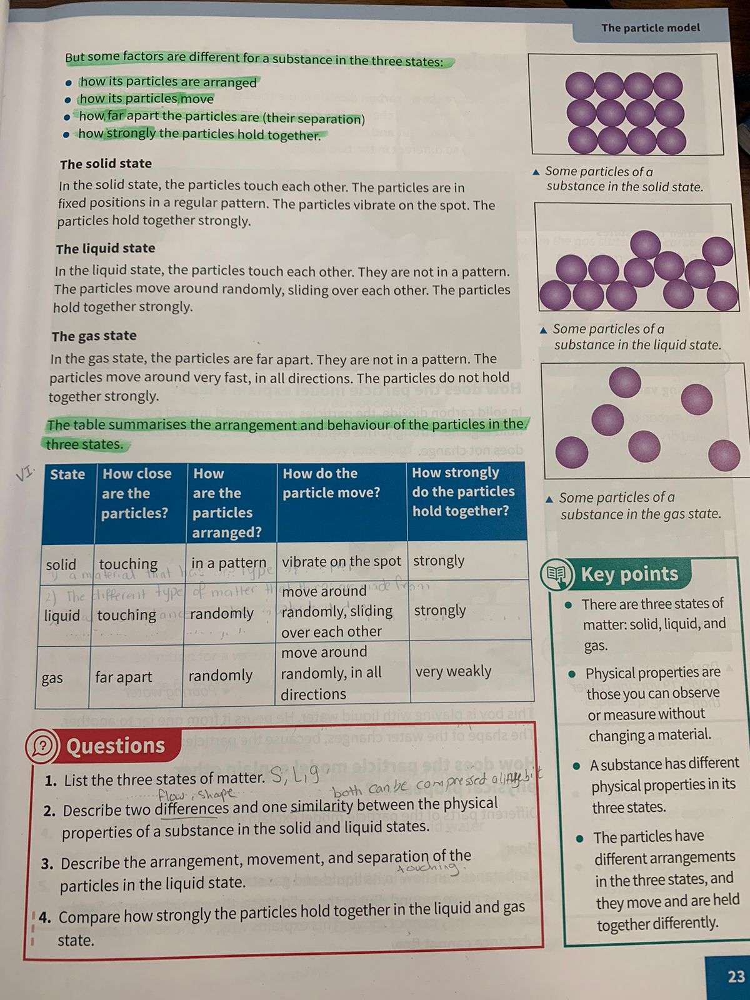 The particle model
But some factors are different for a substance in the three states:
• how its particles are arranged
• how its particles move
• how far apart the particles are (their separation)
• how strongly the particles hold together.
The solid state
In the solid state, the particles touch each other. The particles are in
fixed positions in a regular pattern. The particles vibrate on the spot. The
particles hold together strongly.
The liquid state
In the liquid state, the particles touch each other. They are not in a pattern.
The particles move around randomly, sliding over each other. The particles
hold together strongly.
The gas state
In the gas state, the particles are far apart. They are not in a pattern. The
particles move around very fast, in all directions. The particles do not hold
together strongly.
The table summarises the arrangement and behaviour of the particles in the
three states.
▲ Some particles of a
substance in the solid state.
▲ Some particles of a
substance in the liquid state.
▲ Some particles of a
substance in the gas state.
VI.
State | How close are the particles? | How are the particles arranged? | How do the particle move? | How strongly do the particles hold together?
solid | touching | in a pattern | vibrate on the spot | strongly
liquid | touching | randomly | move around randomly, sliding over each other | strongly
gas | far apart | randomly | move around randomly, in all directions | very weakly
1) a material that has type
2) The different type of matter that made from
Questions
1. List the three states of matter. S, L, g
flow, shape both can be compressed a bit
2. Describe two differences and one similarity between the physical
properties of a substance in the solid and liquid states.
3. Describe the arrangement, movement, and separation of the
touching.
particles in the liquid state.
4. Compare how strongly the particles hold together in the liquid and gas
state.
Key points
• There are three states of
matter: solid, liquid, and
gas.
• Physical properties are
those you can observe
or measure without
changing a material.
• A substance has different
physical properties in its
three states.
• The particles have
different arrangements
in the three states, and
they move and are held
together differently.
23